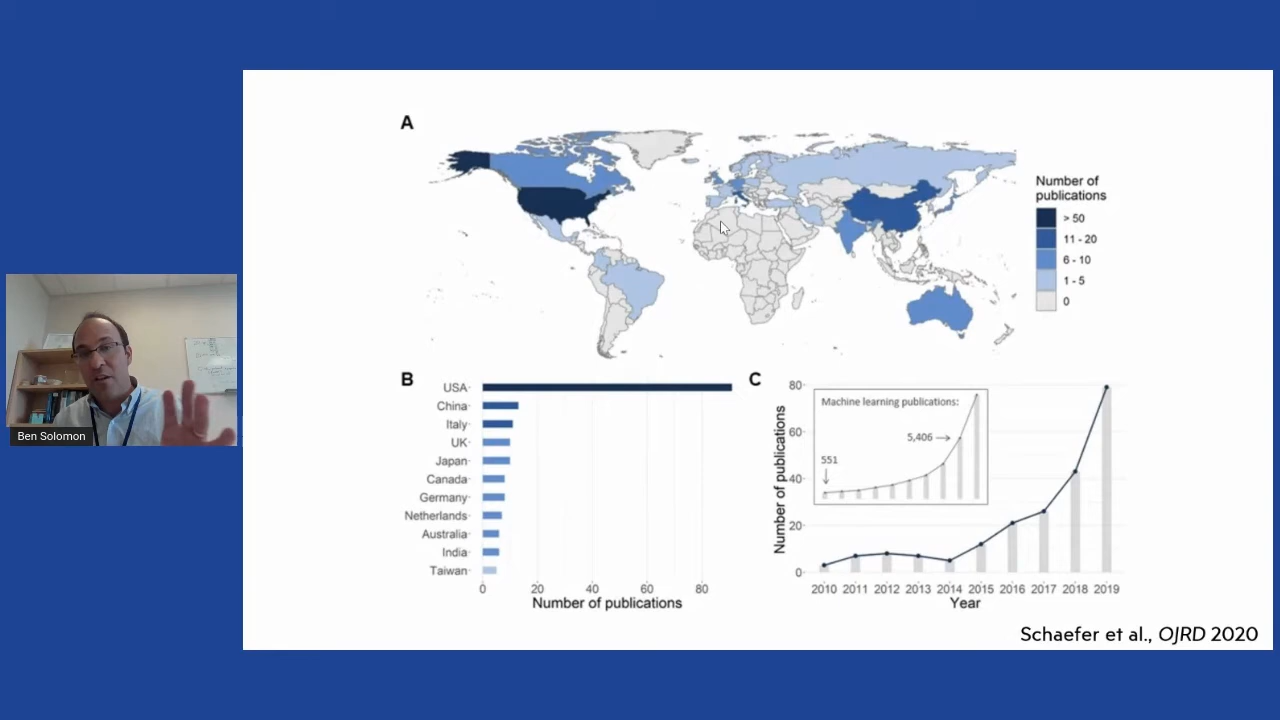 A
Number of
publications
> 50
11 - 20
6 - 10
1 - 5
0
Ben Solomon
B
USA
China
Italy
UK
Japan
Canada
Germany
Netherlands
Australia
India
Taiwan
0 20 40 60 80
Number of publications
C
Number of publications
80
60
40
20
0
Machine learning publications:
5,406
551
2010 2011 2012 2013 2014 2015 2016 2017 2018 2019
Year
Schaefer et al., OJRD 2020